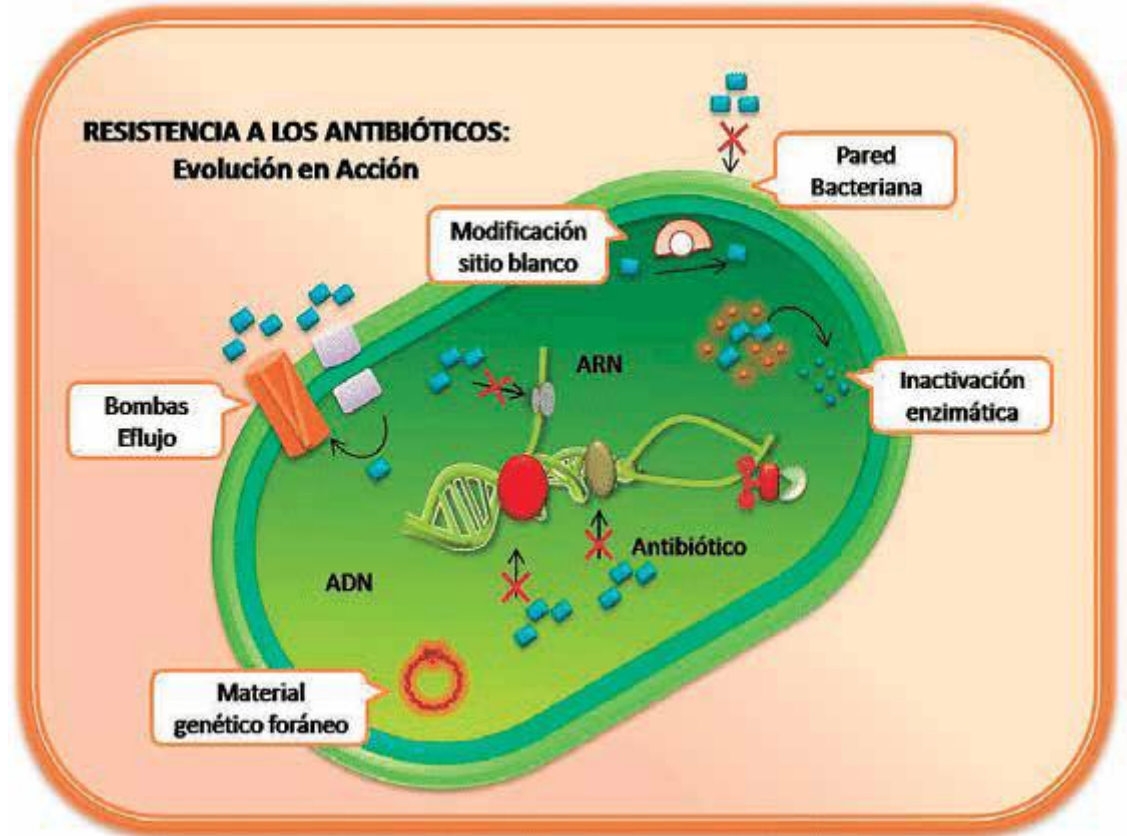 RESISTENCIA A LOS ANTIBIÓTICOS:
Evolución en Acción
Pared
Bacteriana
Modificación
sitio blanco
ARN
Inactivación
enzimática
Bombas
Eflujo
Antibiótico
ADN
Material
genético foráneo